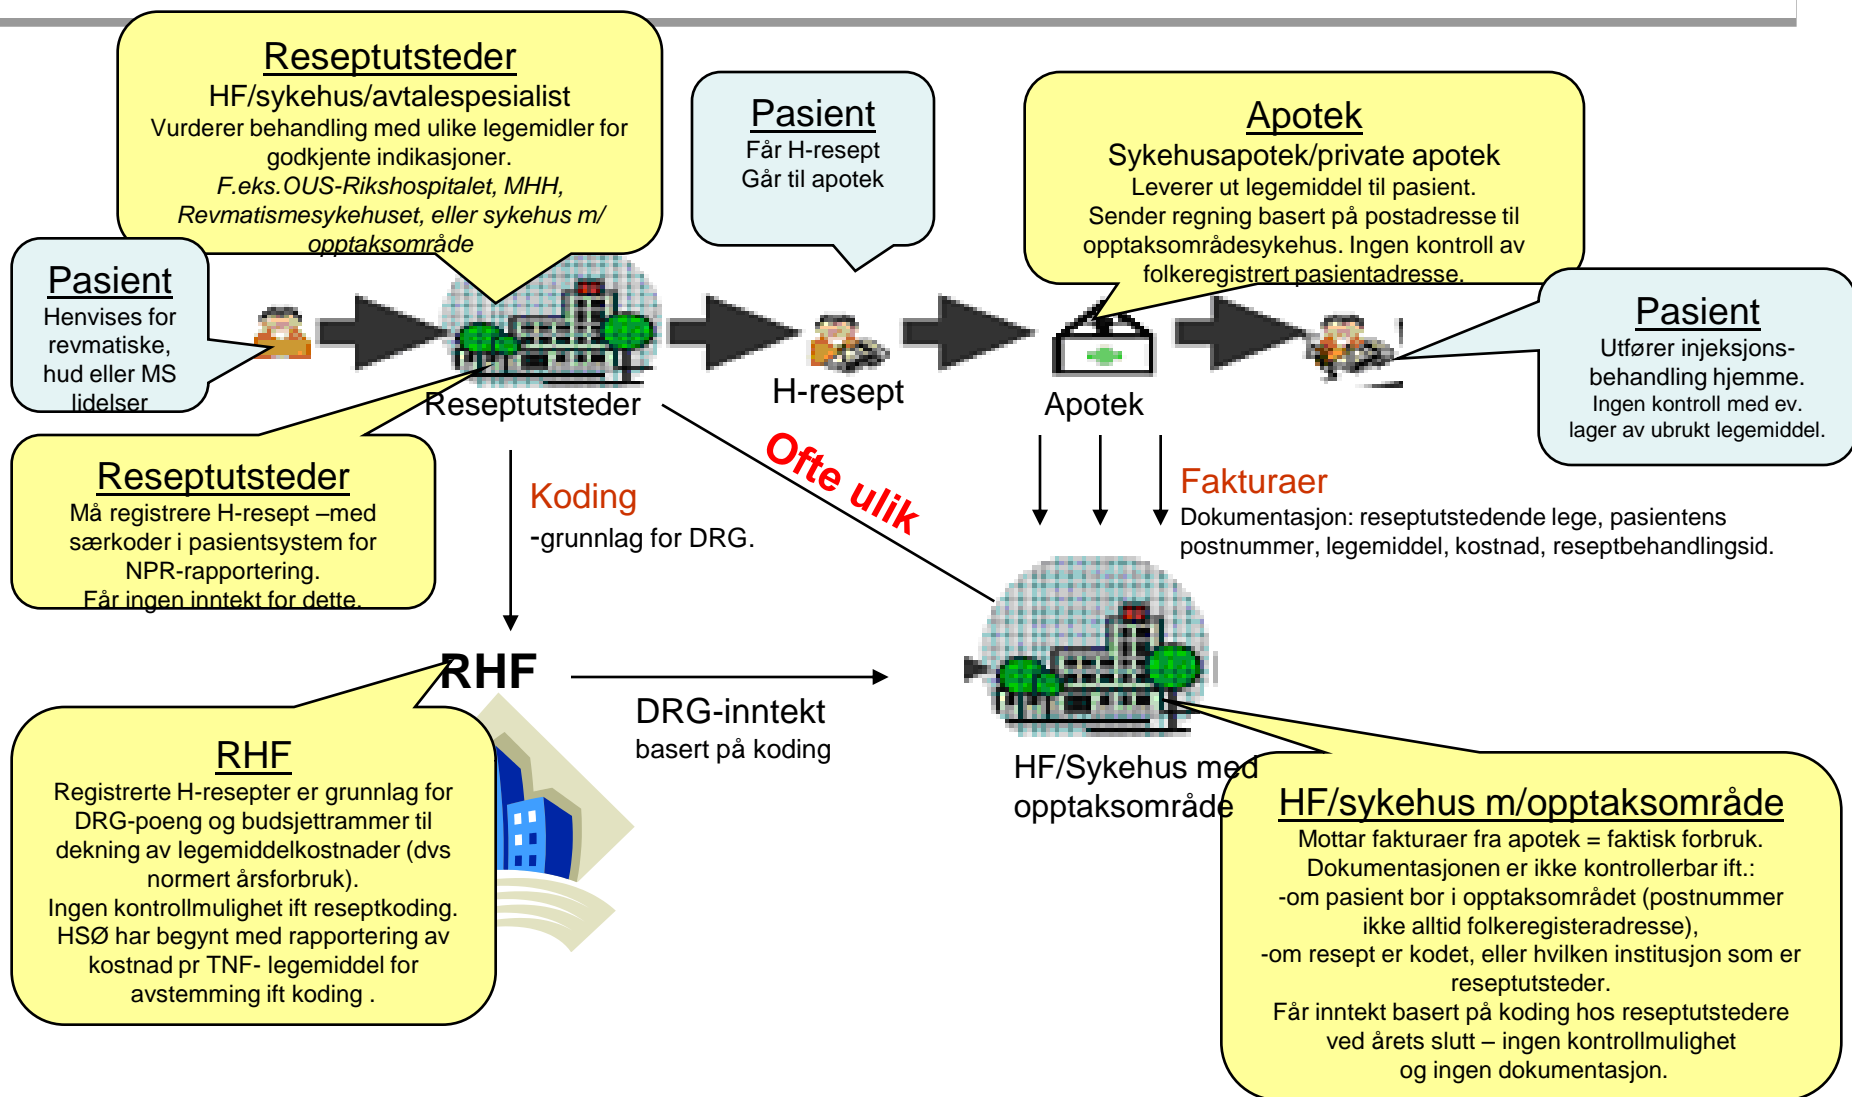 Reseptutsteder
HF/sykehus/avtalespesialist
Vurderer behandling med ulike legemidler for
godkjente indikasjoner.
F.eks.OUS-Rikshospitalet, MHH,
Revmatismesykehuset, eller sykehus m/
opptaksområde
Pasient
Får H-resept
Går til apotek
Apotek
Sykehusapotek/private apotek
Leverer ut legemiddel til pasient.
Sender regning basert på postadresse til
opptaksområdesykehus. Ingen kontroll av
folkeregistrert pasientadresse.
Pasient
Henvises for
revmatiske,
hud eller MS
lidelser
Pasient
Utfører injeksjons-
behandling hjemme.
Ingen kontroll med ev.
lager av ubrukt legemiddel.
Reseptutsteder
H-resept
Apotek
Reseptutsteder
Må registrere H-resept –med
særkoder i pasientsystem for
NPR-rapportering.
Får ingen inntekt for dette.
Koding
-grunnlag for DRG.
Ofte ulik
Fakturaer
Dokumentasjon: reseptutstedende lege, pasientens
postnummer, legemiddel, kostnad, reseptbehandlingsid.
RHF
DRG-inntekt
basert på koding
HF/Sykehus med
opptaksområde
RHF
Registrerte H-resepter er grunnlag for
DRG-poeng og budsjettrammer til
dekning av legemiddelkostnader (dvs
normert årsforbruk).
Ingen kontrollmulighet ift reseptkoding.
HSØ har begynt med rapportering av
kostnad pr TNF- legemiddel for
avstemming ift koding .
HF/sykehus m/opptaksområde
Mottar fakturaer fra apotek = faktisk forbruk.
Dokumentasjonen er ikke kontrollerbar ift.:
-om pasient bor i opptaksområdet (postnummer
ikke alltid folkeregisteradresse),
-om resept er kodet, eller hvilken institusjon som er
reseptutsteder.
Får inntekt basert på koding hos reseptutstedere
ved årets slutt – ingen kontrollmulighet
og ingen dokumentasjon.